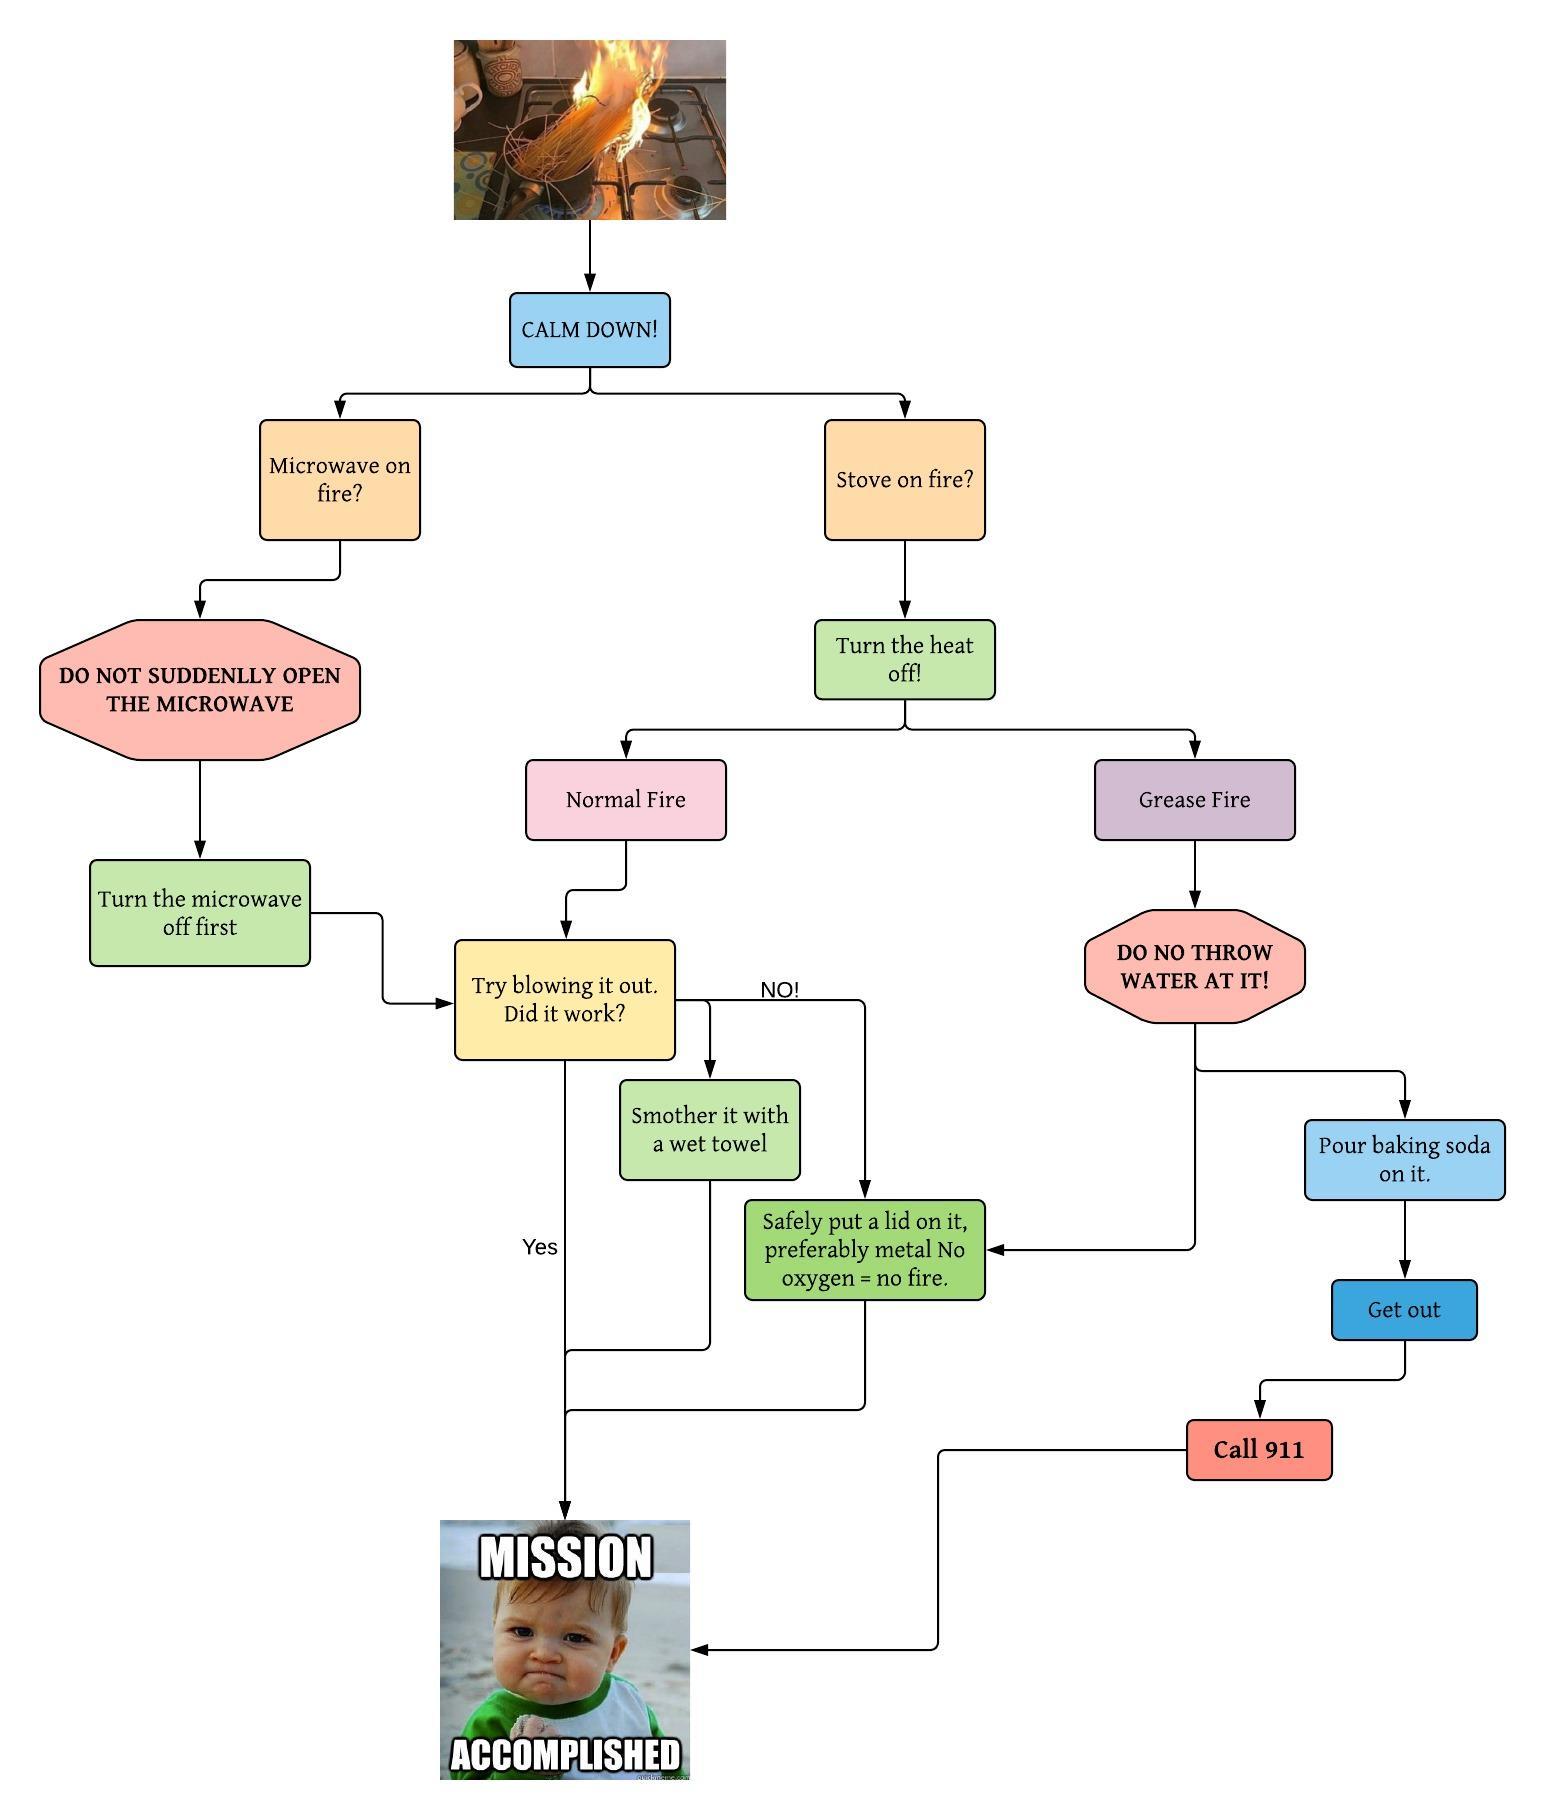 CALM DOWN!
Microwave on
fire?
Stove on fire?
DO NOT SUDDENLLY OPEN
THE MICROWAVE
Turn the heat
off!
Normal Fire
Grease Fire
Turn the microwave
off first
DO NO THROW
WATER AT IT!
Try blowing it out.
Did it work?
NO!
Smother it with
a wet towel
Pour baking soda
on it.
Safely put a lid on it,
preferably metal No
oxygen = no fire.
Yes
Get out
Call 911
MISSION
ACCOMPLISHED